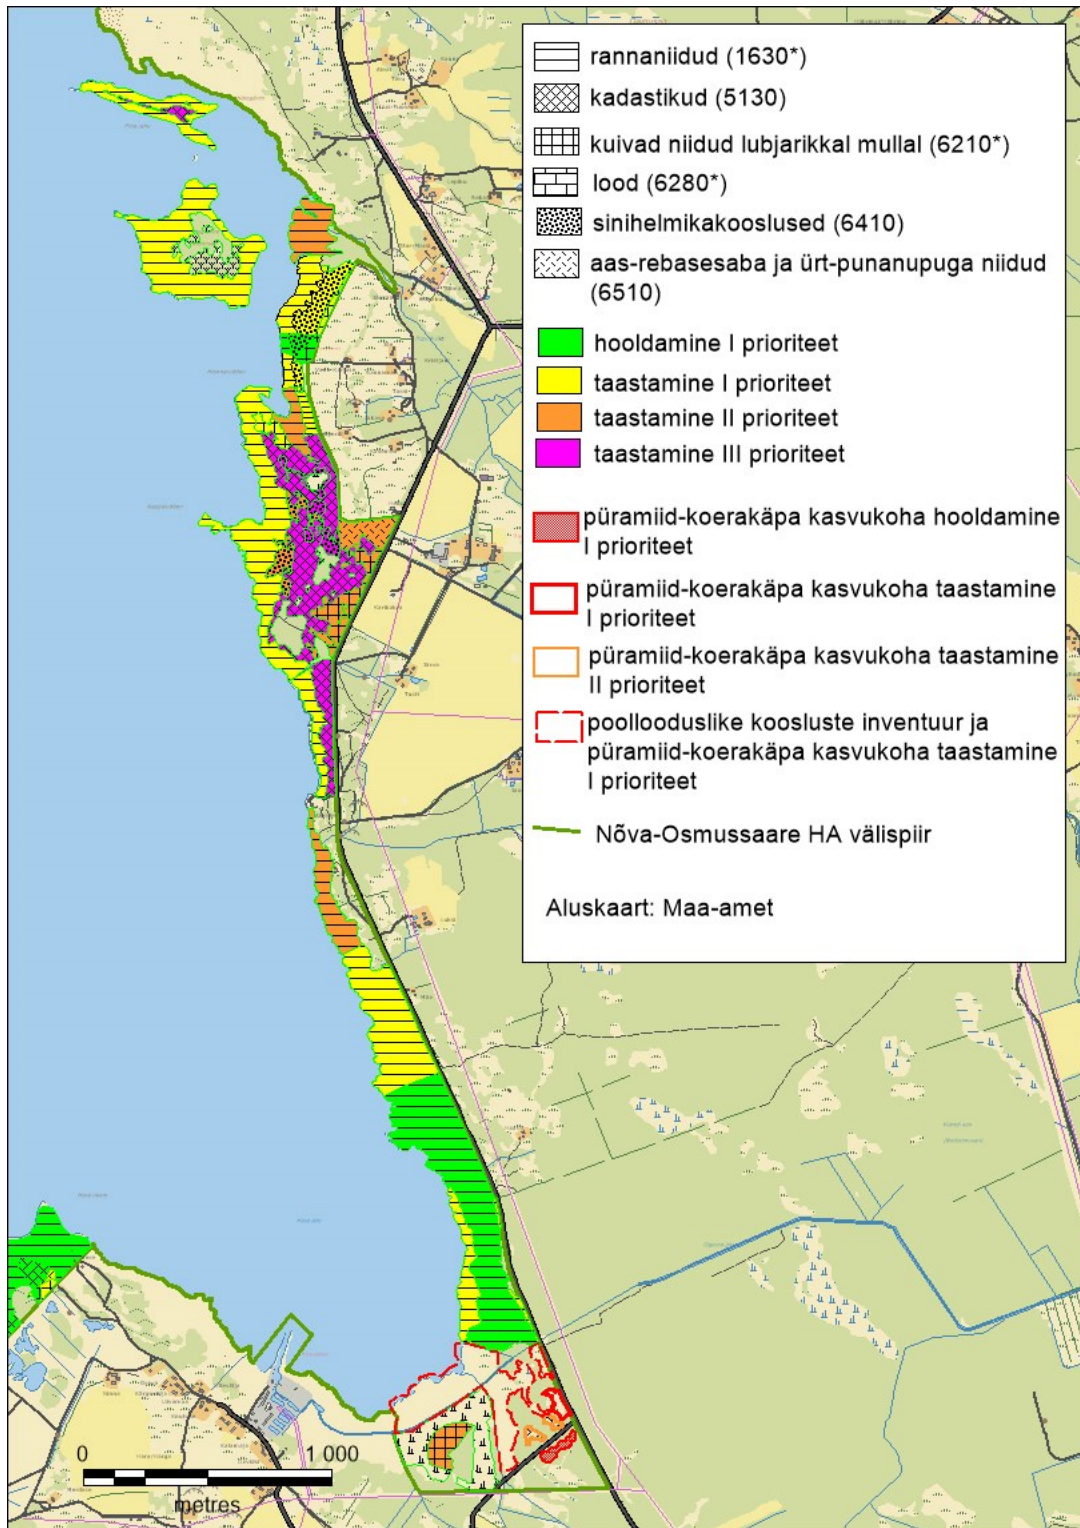 rannaniidud (1630*)
kadastikud (5130)
kuivad niidud lubjarikkal mullal (6210*)
lood (6280*)
sinihelmikakooslused (6410)
aas-rebasesaba ja ürt-punanupuga niidud
(6510)
hooldamine I prioriteet
taastamine I prioriteet
taastamine II prioriteet
taastamine III prioriteet
püramiid-koerakäpa kasvukoha hooldamine
I prioriteet
püramiid-koerakäpa kasvukoha taastamine
I prioriteet
püramiid-koerakäpa kasvukoha taastamine
II prioriteet
poollooduslike koosluste inventuur ja
püramiid-koerakäpa kasvukoha taastamine
I prioriteet
Nõva-Osmussaare HA välispiir
Aluskaart: Maa-amet
0 1 000
metres